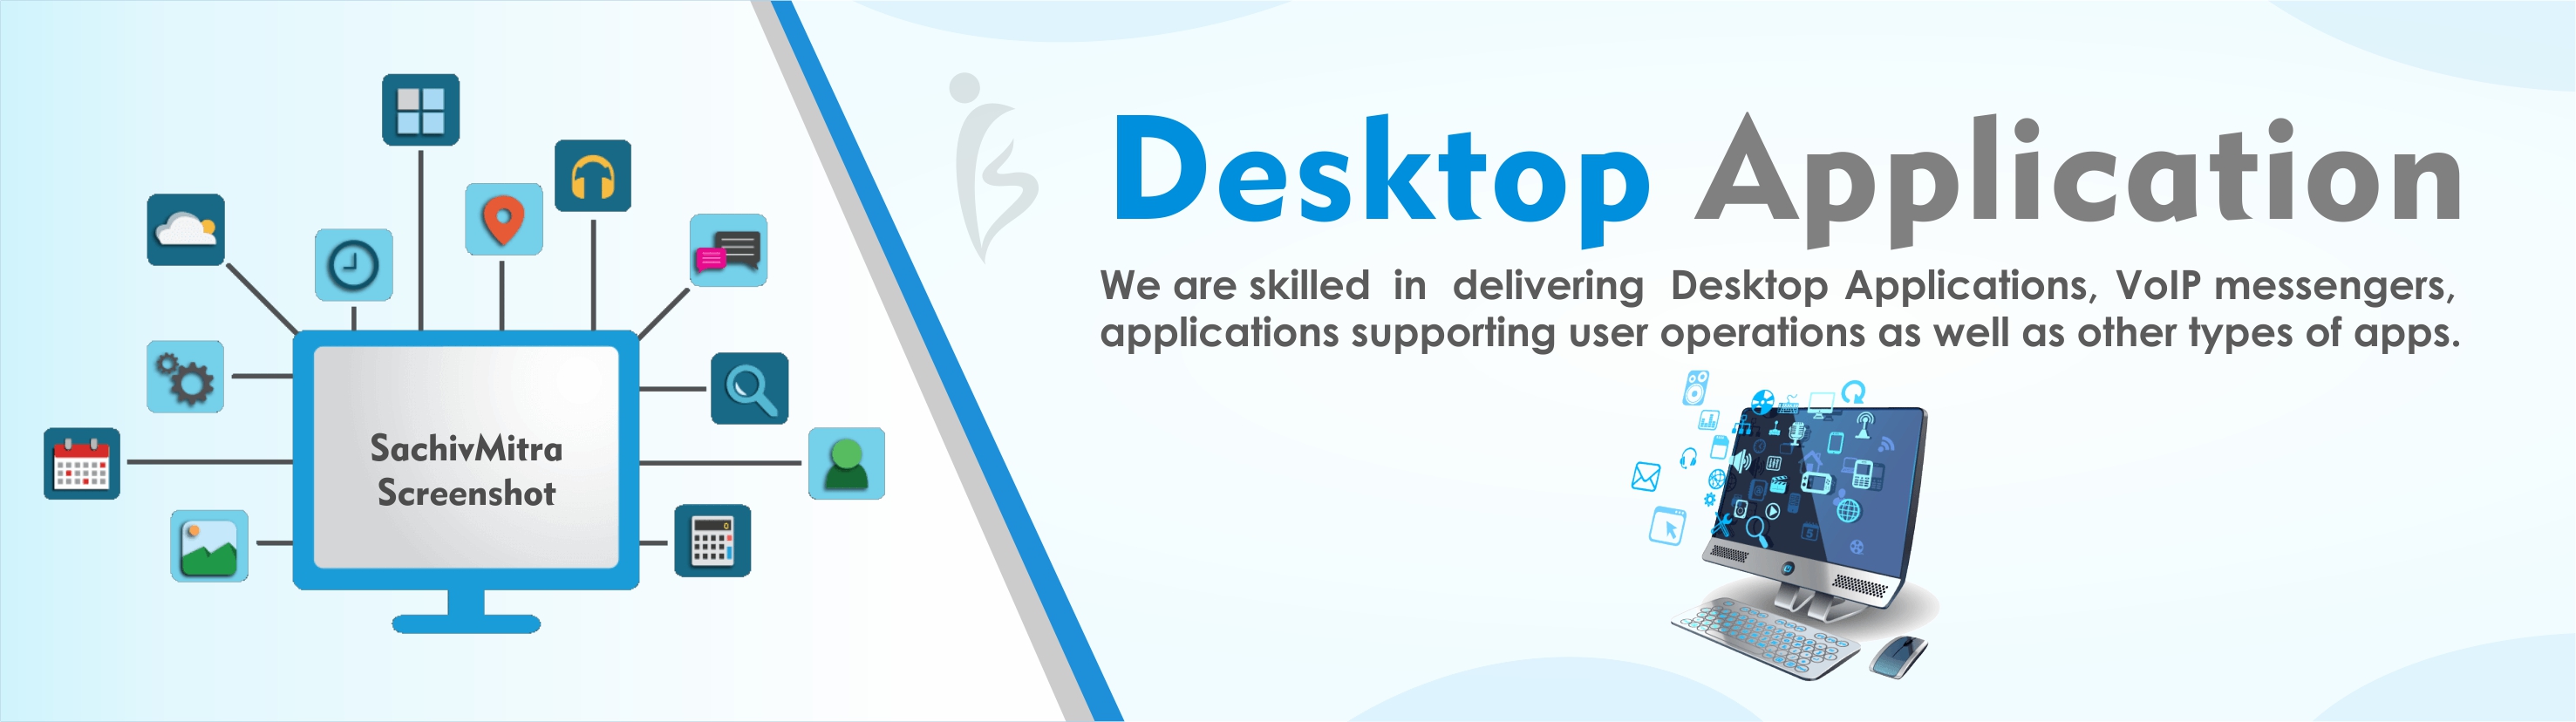 Desktop Application
We are skilled in delivering Desktop Applications, VoIP messengers,
applications supporting user operations as well as other types of apps.
SachivMitra
Screenshot